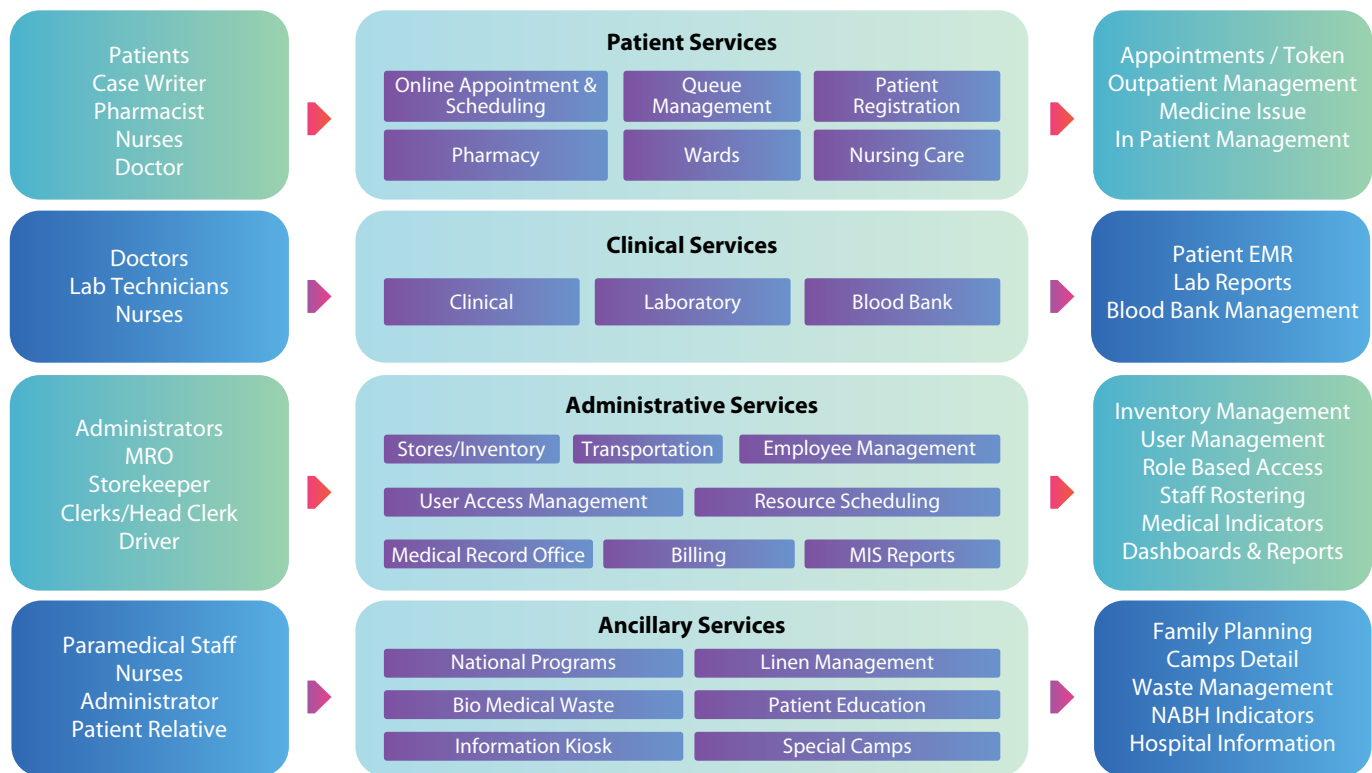 Patients
Case Writer
Pharmacist
Nurses
Doctor
Patient Services
Online Appointment &
Scheduling
Queue
Management
Patient
Registration
Pharmacy
Wards
Nursing Care
Appointments / Token
Outpatient Management
Medicine Issue
In Patient Management
Doctors
Lab Technicians
Nurses
Clinical Services
Clinical
Laboratory
Blood Bank
Patient EMR
Lab Reports
Blood Bank Management
Administrators
MRO
Storekeeper
Clerks/Head Clerk
Driver
Administrative Services
Stores/Inventory
Transportation
Employee Management
User Access Management
Resource Scheduling
Medical Record Office
Billing
MIS Reports
Inventory Management
User Management
Role Based Access
Staff Rostering
Medical Indicators
Dashboards & Reports
Paramedical Staff
Nurses
Administrator
Patient Relative
Ancillary Services
National Programs
Linen Management
Bio Medical Waste
Patient Education
Information Kiosk
Special Camps
Family Planning
Camps Detail
Waste Management
NABH Indicators
Hospital Information